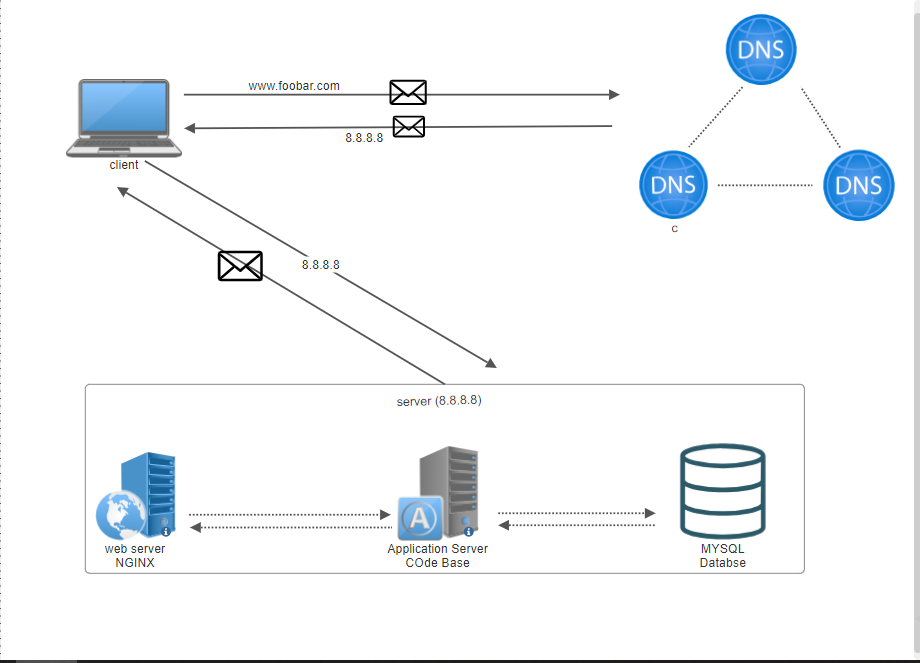 DNS
www.foobar.com
8.8.8.8
client
DNS
DNS
c
8.8.8.8
server (8.8.8.8)
A
web server
NGINX
Application Server
COde Base
MYSQL
Databse